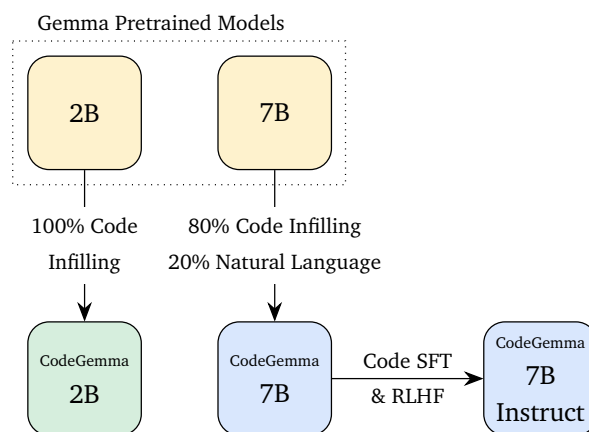 Gemma Pretrained Models
2B
7B
100% Code
Infilling
80% Code Infilling
20% Natural Language
CodeGemma
2B
CodeGemma
7B
Code SFT
& RLHF
CodeGemma
7B
Instruct